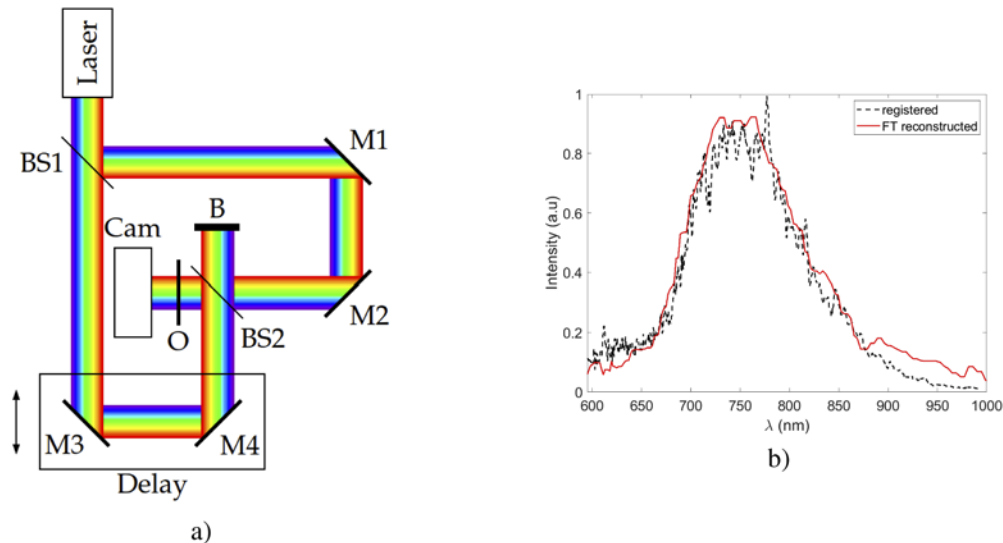 Laser
M1
BS1
B
Cam
M2
O
BS2
M3
M4
Delay
a)
registered
FT reconstructed
Intensity (a.u)
1
0.8
0.6
0.4
0.2
0
600 650 700 750 800 850 900 950 1000
λ (nm)
b)